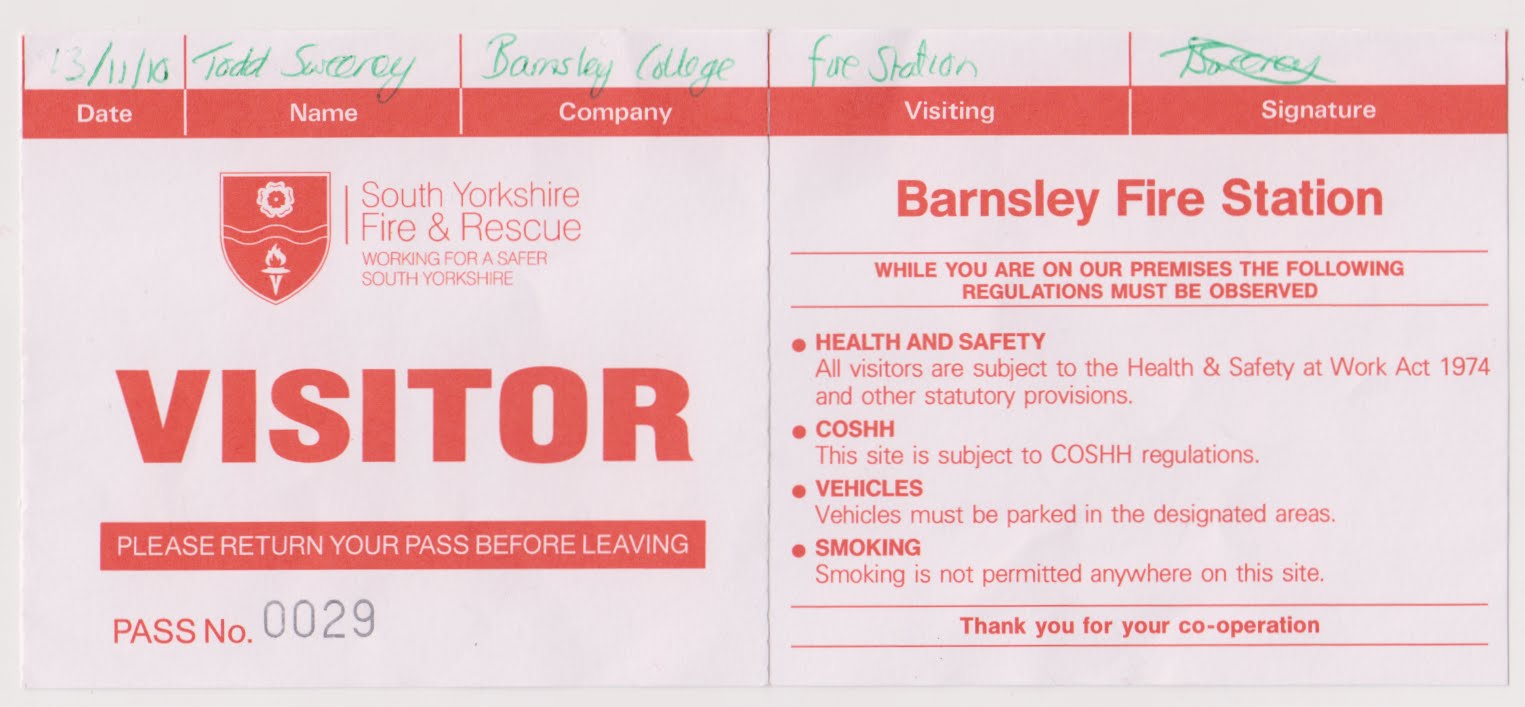 13/11/10 Todd Sweeney Barnsley College Fire Station
Date Name Company Visiting Signature
South Yorkshire
Fire & Rescue
WORKING FOR A SAFER
SOUTH YORKSHIRE
VISITOR
PLEASE RETURN YOUR PASS BEFORE LEAVING
PASS No. 0029
Barnsley Fire Station
WHILE YOU ARE ON OUR PREMISES THE FOLLOWING
REGULATIONS MUST BE OBSERVED
● HEALTH AND SAFETY
All visitors are subject to the Health & Safety at Work Act 1974
and other statutory provisions.
● COSHH
This site is subject to COSHH regulations.
● VEHICLES
Vehicles must be parked in the designated areas.
● SMOKING
Smoking is not permitted anywhere on this site.
Thank you for your co-operation